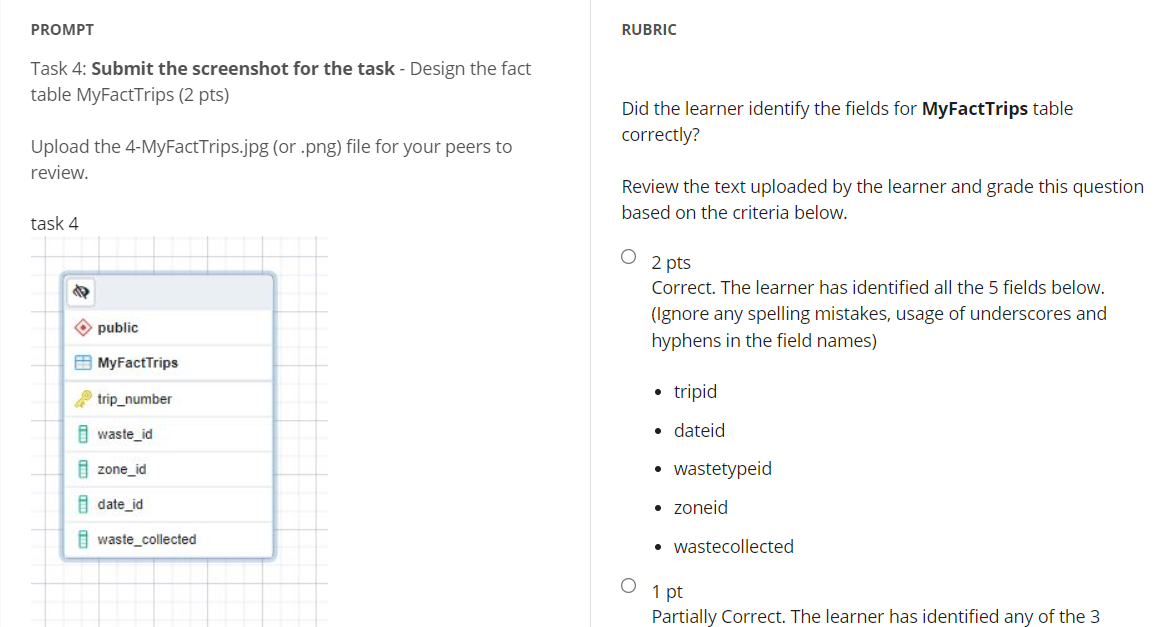 PROMPT
Task 4: Submit the screenshot for the task - Design the fact
table MyFactTrips (2 pts)
Upload the 4-MyFactTrips.jpg (or .png) file for your peers to
review.
task 4
public
MyFactTrips
trip_number
waste_id
zone_id
date_id
waste_collected
RUBRIC
Did the learner identify the fields for MyFactTrips table
correctly?
Review the text uploaded by the learner and grade this question
based on the criteria below.
2 pts
Correct. The learner has identified all the 5 fields below.
(Ignore any spelling mistakes, usage of underscores and
hyphens in the field names)
tripid
dateid
wastetypeid
zoneid
wastecollected
1 pt
Partially Correct. The learner has identified any of the 3